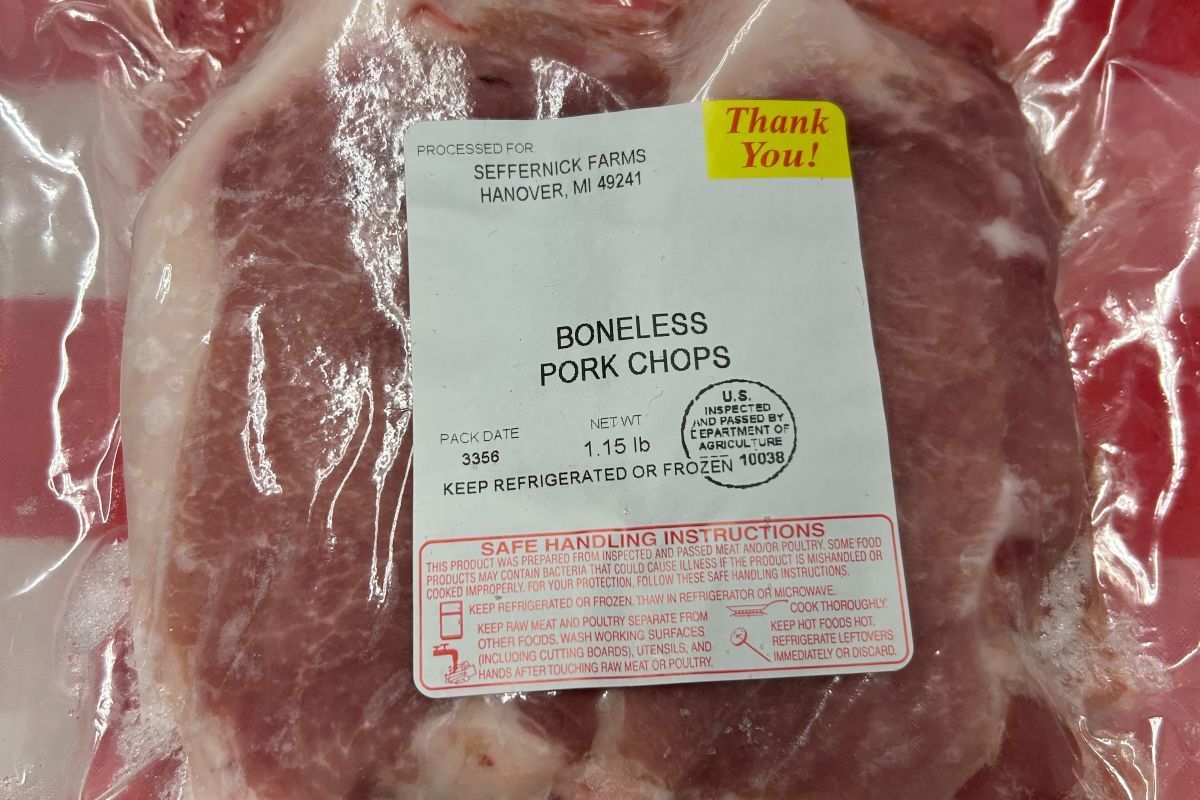 Thank
You!
PROCESSED FOR
SEFFERNICK FARMS
HANOVER, MI 49241
BONELESS
PORK CHOPS
PACK DATE
3356
NET WT
1.15 lb
U.S.
INSPECTED
AND PASSED BY
DEPARTMENT OF
AGRICULTURE
10038
KEEP REFRIGERATED OR FROZEN
SAFE HANDLING INSTRUCTIONS
THIS PRODUCT WAS PREPARED FROM INSPECTED AND PASSED MEAT AND/OR POULTRY. SOME FOOD
PRODUCTS MAY CONTAIN BACTERIA THAT COULD CAUSE ILLNESS IF THE PRODUCT IS MISHANDLED OR
COOKED IMPROPERLY. FOR YOUR PROTECTION, FOLLOW THESE SAFE HANDLING INSTRUCTIONS.
KEEP REFRIGERATED OR FROZEN. THAW IN REFRIGERATOR OR MICROWAVE.
KEEP RAW MEAT AND POULTRY SEPARATE FROM
OTHER FOODS. WASH WORKING SURFACES
(INCLUDING CUTTING BOARDS), UTENSILS, AND
HANDS AFTER TOUCHING RAW MEAT OR POULTRY.
COOK THOROUGHLY.
KEEP HOT FOODS HOT.
REFRIGERATE LEFTOVERS
IMMEDIATELY OR DISCARD.